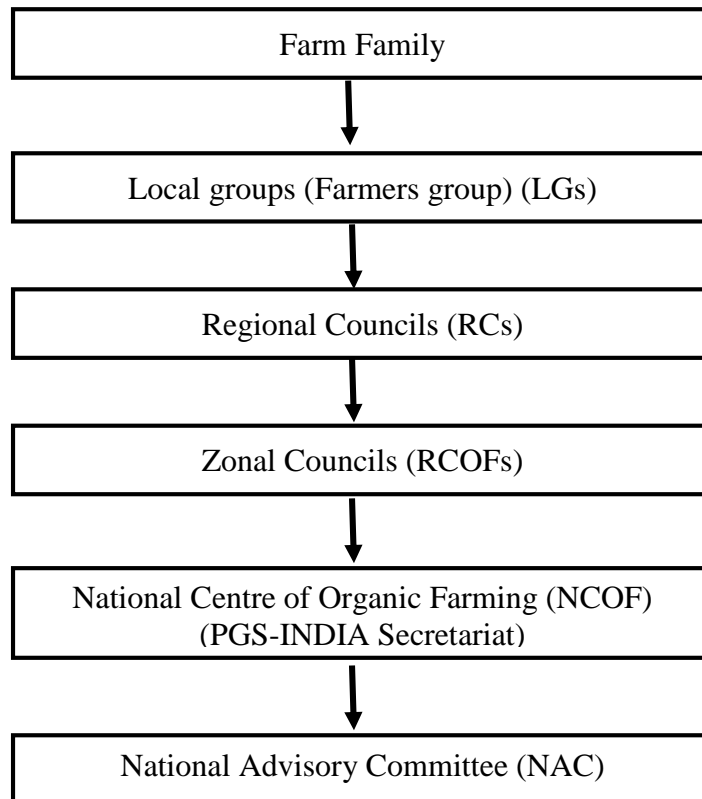 Farm Family
Local groups (Farmers group) (LGs)
Regional Councils (RCs)
Zonal Councils (RCOFs)
National Centre of Organic Farming (NCOF)
(PGS-INDIA Secretariat)
National Advisory Committee (NAC)